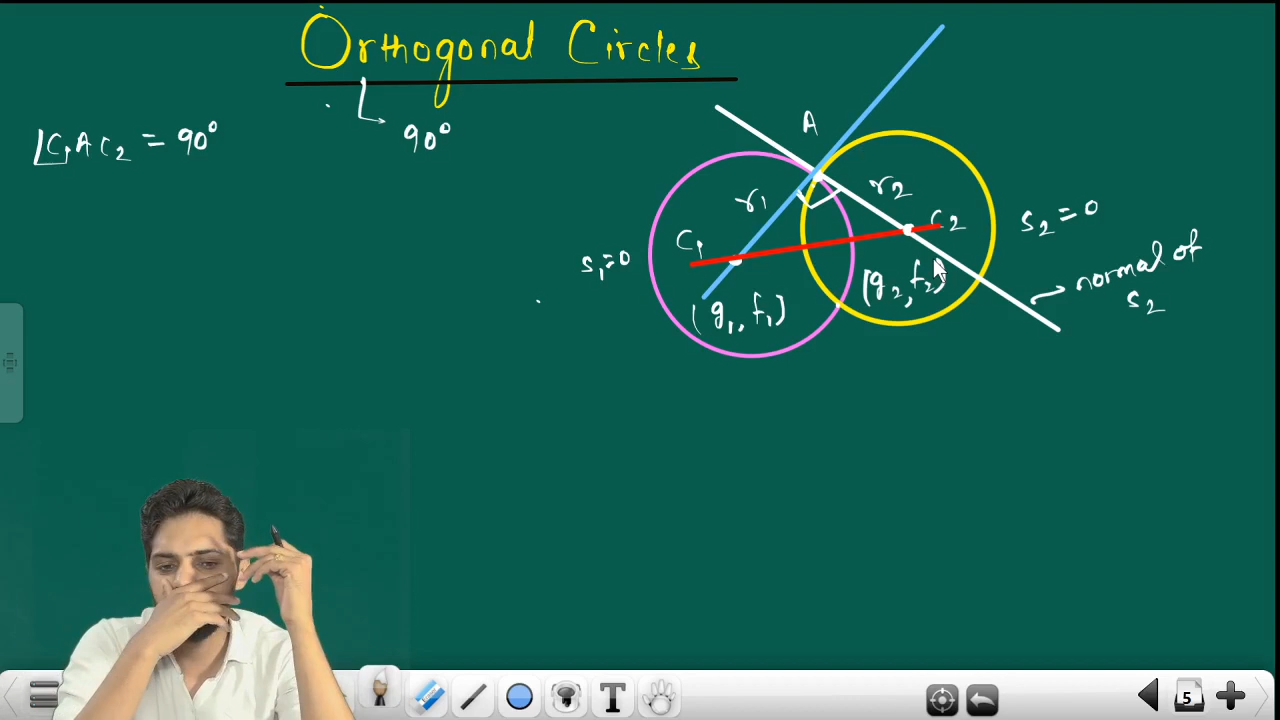 Orthogonal Circles
90°
∠C₁AC₂ = 90°
A
r₁
r₂
C₁
C₂
S₁=0
S₂=0
(g₁, f₁)
(g₂, f₂)
normal of
S₂
T
5